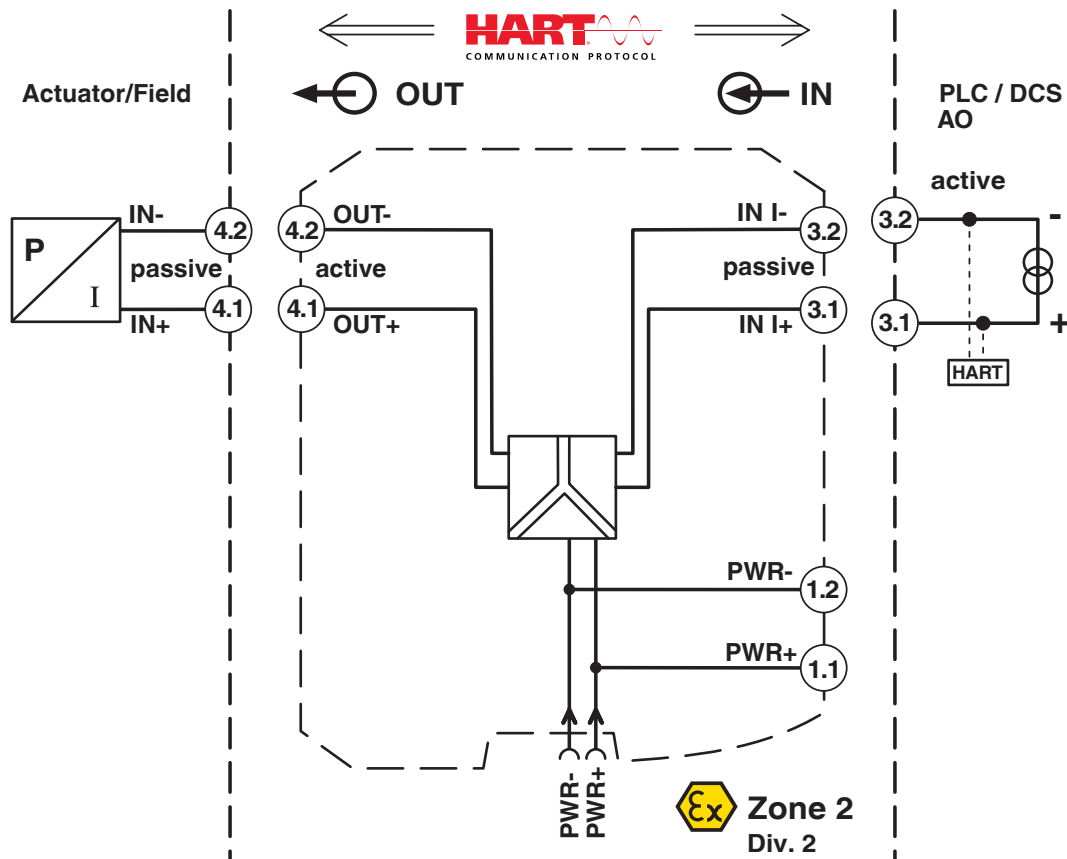 HART
COMMUNICATION PROTOCOL
Actuator/Field
OUT
IN
PLC / DCS
AO
active
IN-
4.2
4.2
OUT-
IN I-
3.2
3.2
-
P
I
passive
active
passive
IN+
4.1
4.1
OUT+
IN I+
3.1
3.1
+
HART
PWR-
1.2
PWR+
1.1
PWR-
PWR+
Ex
Zone 2
Div. 2